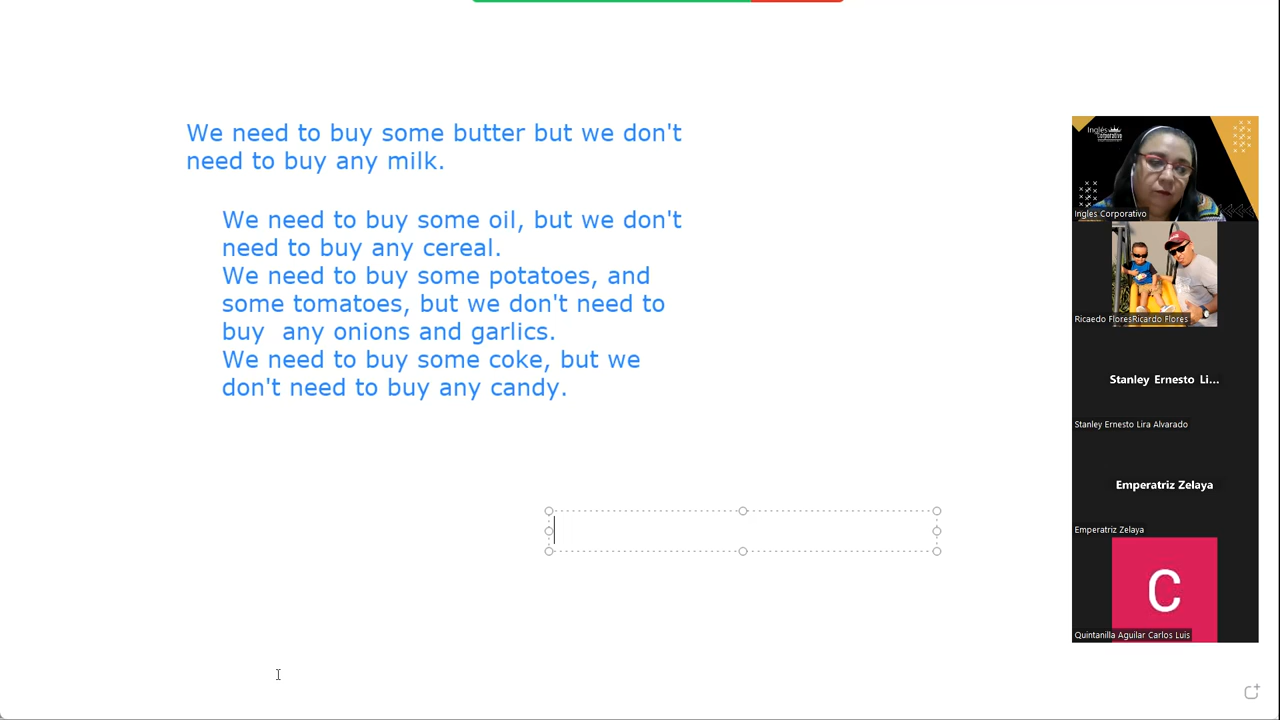 We need to buy some butter but we don't
need to buy any milk.
We need to buy some oil, but we don't
need to buy any cereal.
We need to buy some potatoes, and
some tomatoes, but we don't need to
buy  any onions and garlics.
We need to buy some coke, but we
don't need to buy any candy.
Inglés
Corporativo
Ingles Corporativo
Ricaedo FloresRicardo Flores
Stanley Ernesto Li...
Stanley Ernesto Lira Alvarado
Emperatriz Zelaya
Emperatriz Zelaya
C
Quintanilla Aguilar Carlos Luis